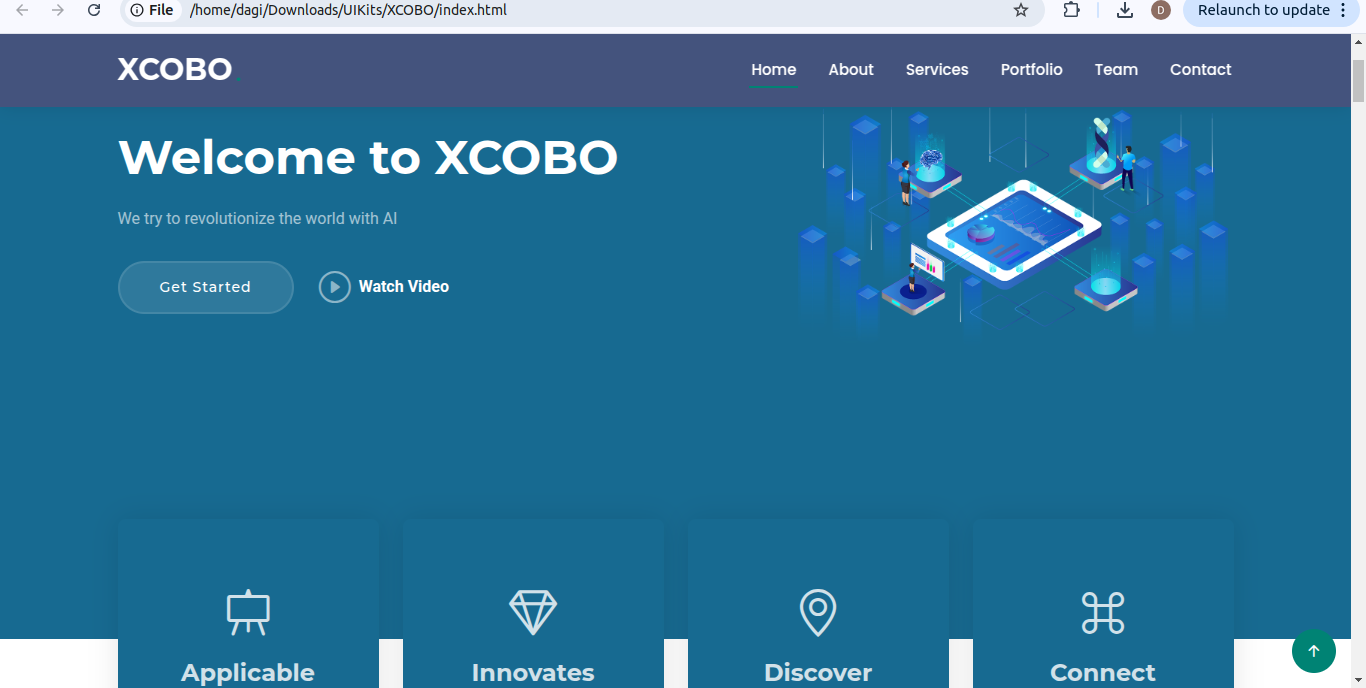 File /home/dagi/Downloads/UIKits/XCOBO/index.html D Relaunch to update
XCOBO. Home About Services Portfolio Team Contact
Welcome to XCOBO
We try to revolutionize the world with AI
Get Started Watch Video
Applicable Innovates Discover Connect